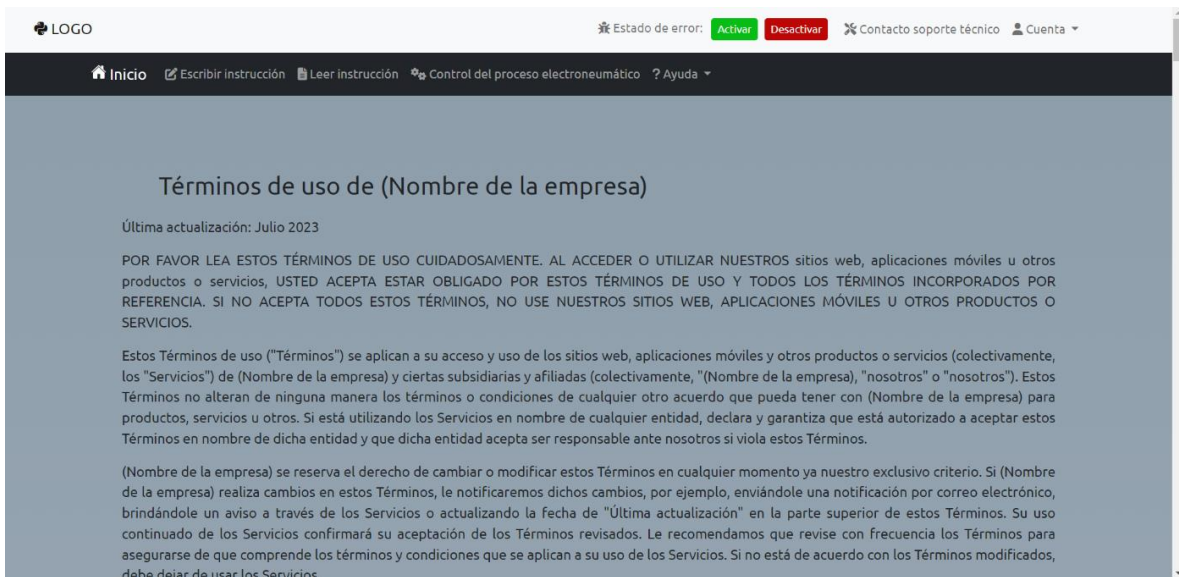 LOGO
Estado de error: Activar Desactivar Contacto soporte técnico Cuenta
Inicio Escribir instrucción Leer instrucción Control del proceso electroneumático ? Ayuda
Términos de uso de (Nombre de la empresa)
Última actualización: Julio 2023
POR FAVOR LEA ESTOS TÉRMINOS DE USO CUIDADOSAMENTE. AL ACCEDER O UTILIZAR NUESTROS sitios web, aplicaciones móviles u otros
productos o servicios, USTED ACEPTA ESTAR OBLIGADO POR ESTOS TÉRMINOS DE USO Y TODOS LOS TÉRMINOS INCORPORADOS POR
REFERENCIA. SI NO ACEPTA TODOS ESTOS TÉRMINOS, NO USE NUESTROS SITIOS WEB, APLICACIONES MÓVILES U OTROS PRODUCTOS O
SERVICIOS.
Estos Términos de uso ("Términos") se aplican a su acceso y uso de los sitios web, aplicaciones móviles y otros productos o servicios (colectivamente,
los "Servicios") de (Nombre de la empresa) y ciertas subsidiarias y afiliadas (colectivamente, "(Nombre de la empresa), "nosotros" o "nosotros"). Estos
Términos no alteran de ninguna manera los términos o condiciones de cualquier otro acuerdo que pueda tener con (Nombre de la empresa) para
productos, servicios u otros. Si está utilizando los Servicios en nombre de cualquier entidad, declara y garantiza que está autorizado a aceptar estos
Términos en nombre de dicha entidad y que dicha entidad acepta ser responsable ante nosotros si viola estos Términos.
(Nombre de la empresa) se reserva el derecho de cambiar o modificar estos Términos en cualquier momento ya nuestro exclusivo criterio. Si (Nombre
de la empresa) realiza cambios en estos Términos, le notificaremos dichos cambios, por ejemplo, enviándole una notificación por correo electrónico,
brindándole un aviso a través de los Servicios o actualizando la fecha de "Última actualización" en la parte superior de estos Términos. Su uso
continuado de los Servicios confirmará su aceptación de los Términos revisados. Le recomendamos que revise con frecuencia los Términos para
asegurarse de que comprende los términos y condiciones que se aplican a su uso de los Servicios. Si no está de acuerdo con los Términos modificados,
debe dejar de usar los Servicios